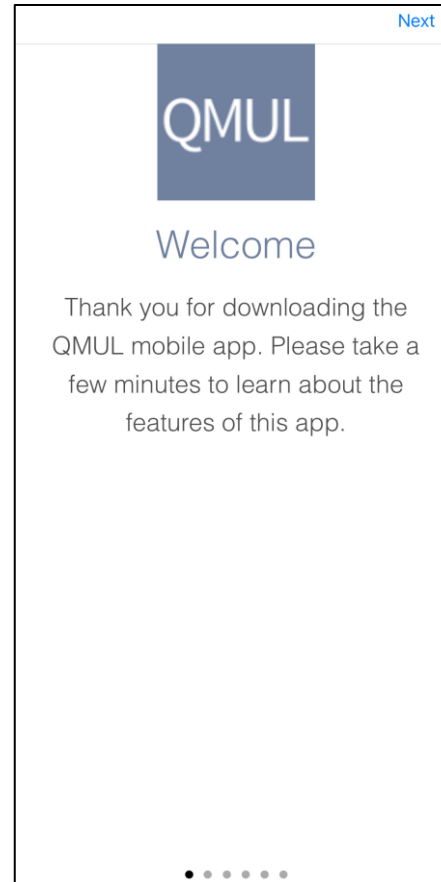 Next
QMUL
Welcome
Thank you for downloading the
QMUL mobile app. Please take a
few minutes to learn about the
features of this app.